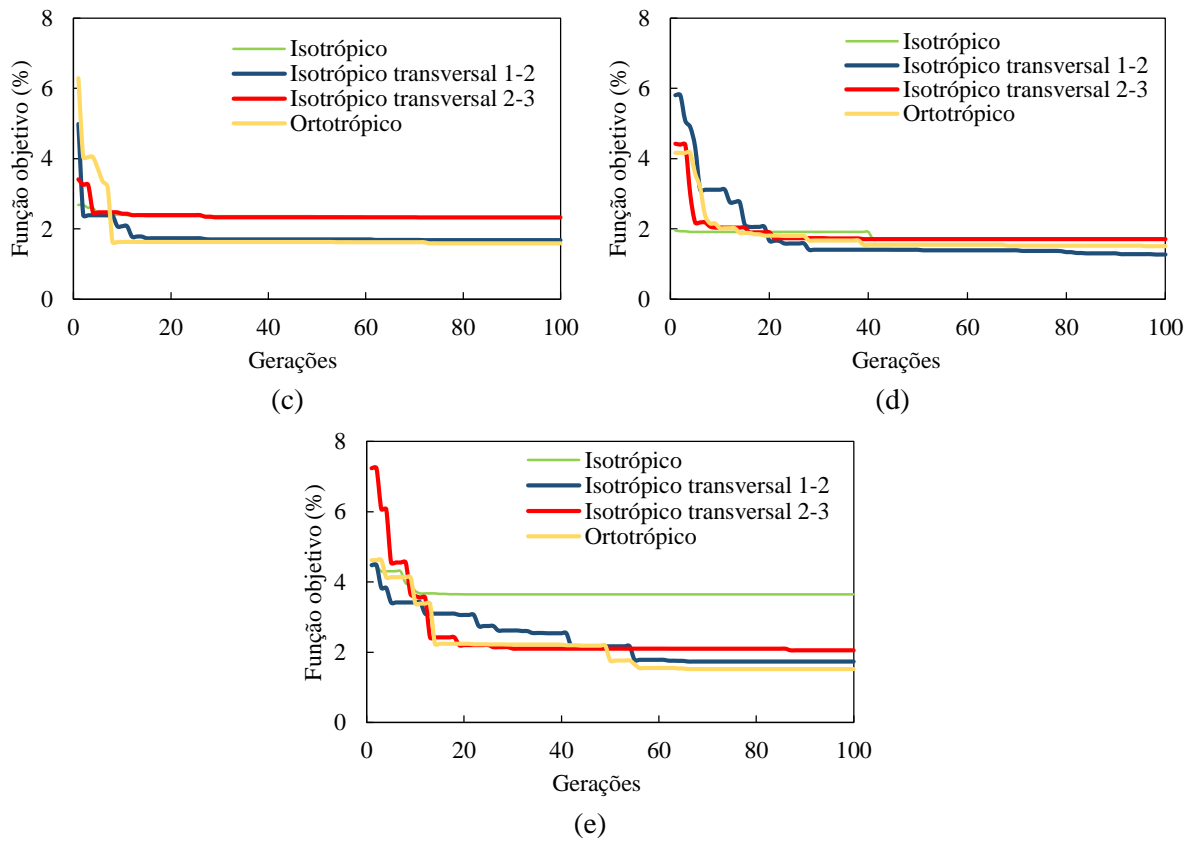 8
6
4
2
0
Função objetivo (%)
Isotrópico
Isotrópico transversal 1-2
Isotrópico transversal 2-3
Ortotrópico
0 20 40 60 80 100
Gerações
(c)
8
6
4
2
0
Função objetivo (%)
Isotrópico
Isotrópico transversal 1-2
Isotrópico transversal 2-3
Ortotrópico
0 20 40 60 80 100
Gerações
(d)
8
6
4
2
0
Função objetivo (%)
Isotrópico
Isotrópico transversal 1-2
Isotrópico transversal 2-3
Ortotrópico
0 20 40 60 80 100
Gerações
(e)